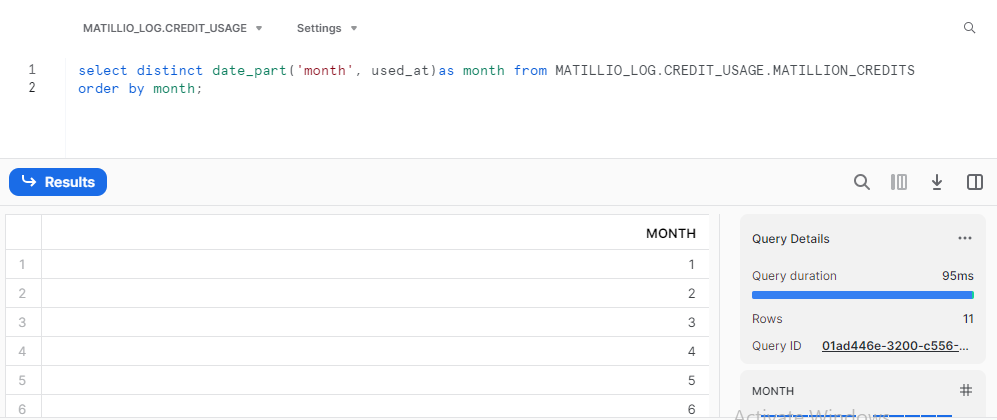 MATILLIO_LOG.CREDIT_USAGE
Settings
1 select distinct date_part('month', used_at)as month from MATILLIO_LOG.CREDIT_USAGE.MATILLION_CREDITS
2 order by month;
Results
MONTH
1 1
2 2
3 3
4 4
5 5
6 6
Query Details ...
Query duration 95ms
Rows 11
Query ID 01ad446e-3200-c556-...
MONTH #
Activate Windows